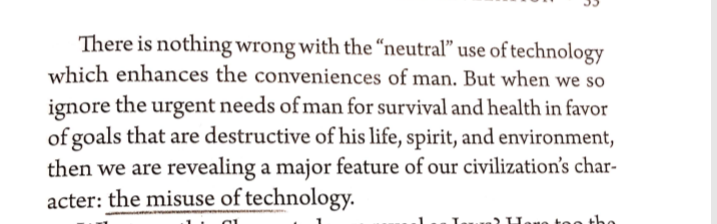 There is nothing wrong with the “neutral” use of technology
which enhances the conveniences of man. But when we so
ignore the urgent needs of man for survival and health in favor
of goals that are destructive of his life, spirit, and environment,
then we are revealing a major feature of our civilization’s char-
acter: the misuse of technology.